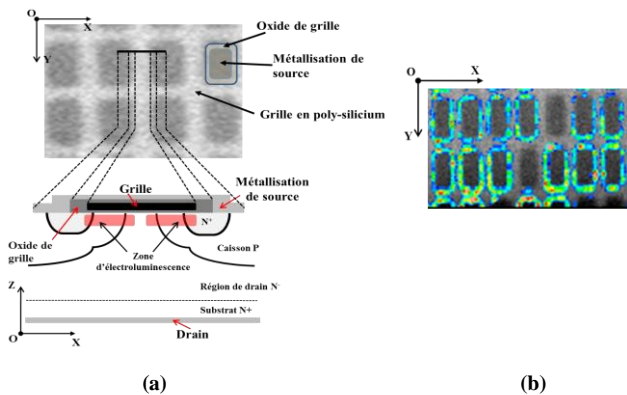 O
X
Y
Oxide de grille
Métallisation de
source
Grille en poly-silicium
Grille
Métallisation
de source
N⁺
Oxide de
grille
Zone
d'électroluminescence
Caisson P
Z
Région de drain N⁻
Substrat N+
O
X
Drain
(a)
O
X
Y
(b)